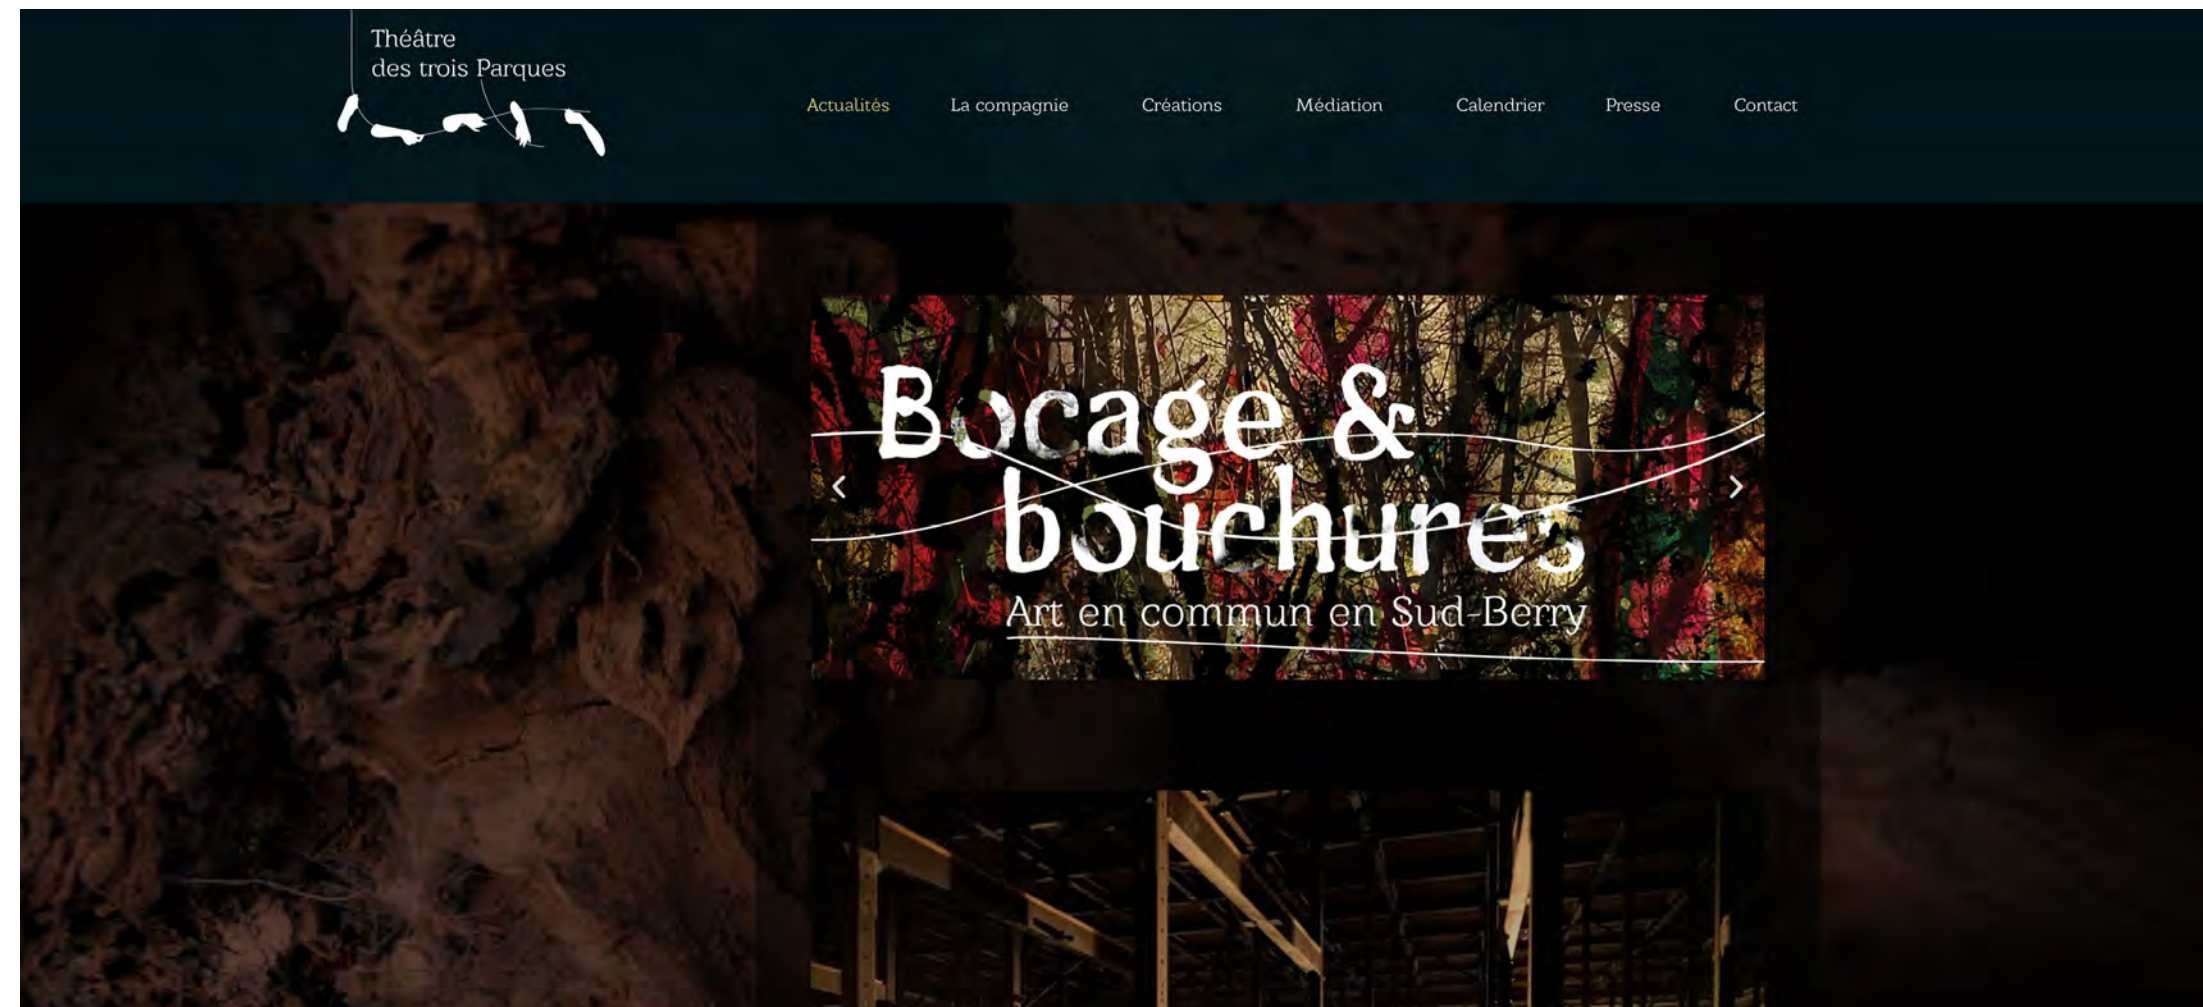 Théâtre
des trois Parques
Actualités La compagnie Créations Médiation Calendrier Presse Contact
Bocage &
bouchures
Art en commun en Sud-Berry